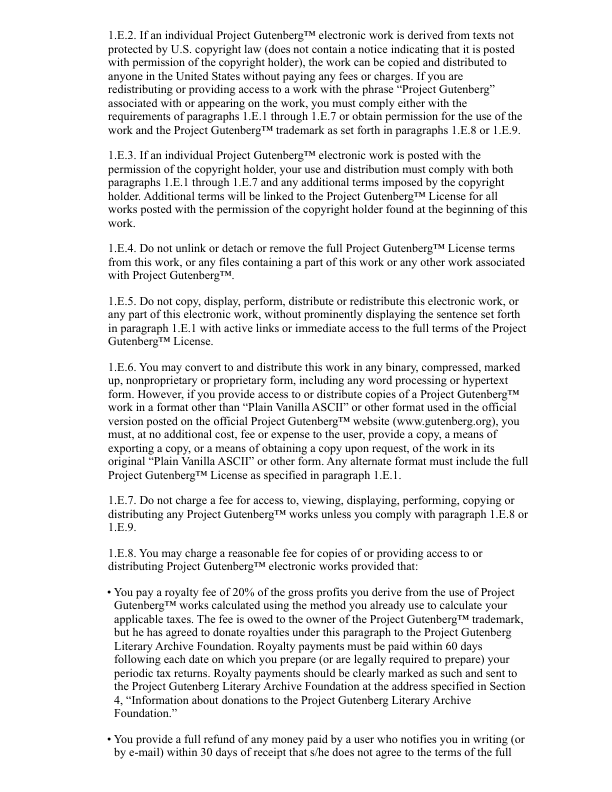 1.E.2. If an individual Project Gutenberg™ electronic work is derived from texts not
protected by U.S. copyright law (does not contain a notice indicating that it is posted
with permission of the copyright holder), the work can be copied and distributed to
anyone in the United States without paying any fees or charges. If you are
redistributing or providing access to a work with the phrase “Project Gutenberg”
associated with or appearing on the work, you must comply either with the
requirements of paragraphs 1.E.1 through 1.E.7 or obtain permission for the use of the
work and the Project Gutenberg™ trademark as set forth in paragraphs 1.E.8 or 1.E.9.
1.E.3. If an individual Project Gutenberg™ electronic work is posted with the
permission of the copyright holder, your use and distribution must comply with both
paragraphs 1.E.1 through 1.E.7 and any additional terms imposed by the copyright
holder. Additional terms will be linked to the Project Gutenberg™ License for all
works posted with the permission of the copyright holder found at the beginning of this
work.
1.E.4. Do not unlink or detach or remove the full Project Gutenberg™ License terms
from this work, or any files containing a part of this work or any other work associated
with Project Gutenberg™.
1.E.5. Do not copy, display, perform, distribute or redistribute this electronic work, or
any part of this electronic work, without prominently displaying the sentence set forth
in paragraph 1.E.1 with active links or immediate access to the full terms of the Project
Gutenberg™ License.
1.E.6. You may convert to and distribute this work in any binary, compressed, marked
up, nonproprietary or proprietary form, including any word processing or hypertext
form. However, if you provide access to or distribute copies of a Project Gutenberg™
work in a format other than “Plain Vanilla ASCII” or other format used in the official
version posted on the official Project Gutenberg™ website (www.gutenberg.org), you
must, at no additional cost, fee or expense to the user, provide a copy, a means of
exporting a copy, or a means of obtaining a copy upon request, of the work in its
original “Plain Vanilla ASCII” or other form. Any alternate format must include the full
Project Gutenberg™ License as specified in paragraph 1.E.1.
1.E.7. Do not charge a fee for access to, viewing, displaying, performing, copying or
distributing any Project Gutenberg™ works unless you comply with paragraph 1.E.8 or
1.E.9.
1.E.8. You may charge a reasonable fee for copies of or providing access to or
distributing Project Gutenberg™ electronic works provided that:
• You pay a royalty fee of 20% of the gross profits you derive from the use of Project
Gutenberg™ works calculated using the method you already use to calculate your
applicable taxes. The fee is owed to the owner of the Project Gutenberg™ trademark,
but he has agreed to donate royalties under this paragraph to the Project Gutenberg
Literary Archive Foundation. Royalty payments must be paid within 60 days
following each date on which you prepare (or are legally required to prepare) your
periodic tax returns. Royalty payments should be clearly marked as such and sent to
the Project Gutenberg Literary Archive Foundation at the address specified in Section
4, “Information about donations to the Project Gutenberg Literary Archive
Foundation.”
• You provide a full refund of any money paid by a user who notifies you in writing (or
by e-mail) within 30 days of receipt that s/he does not agree to the terms of the full